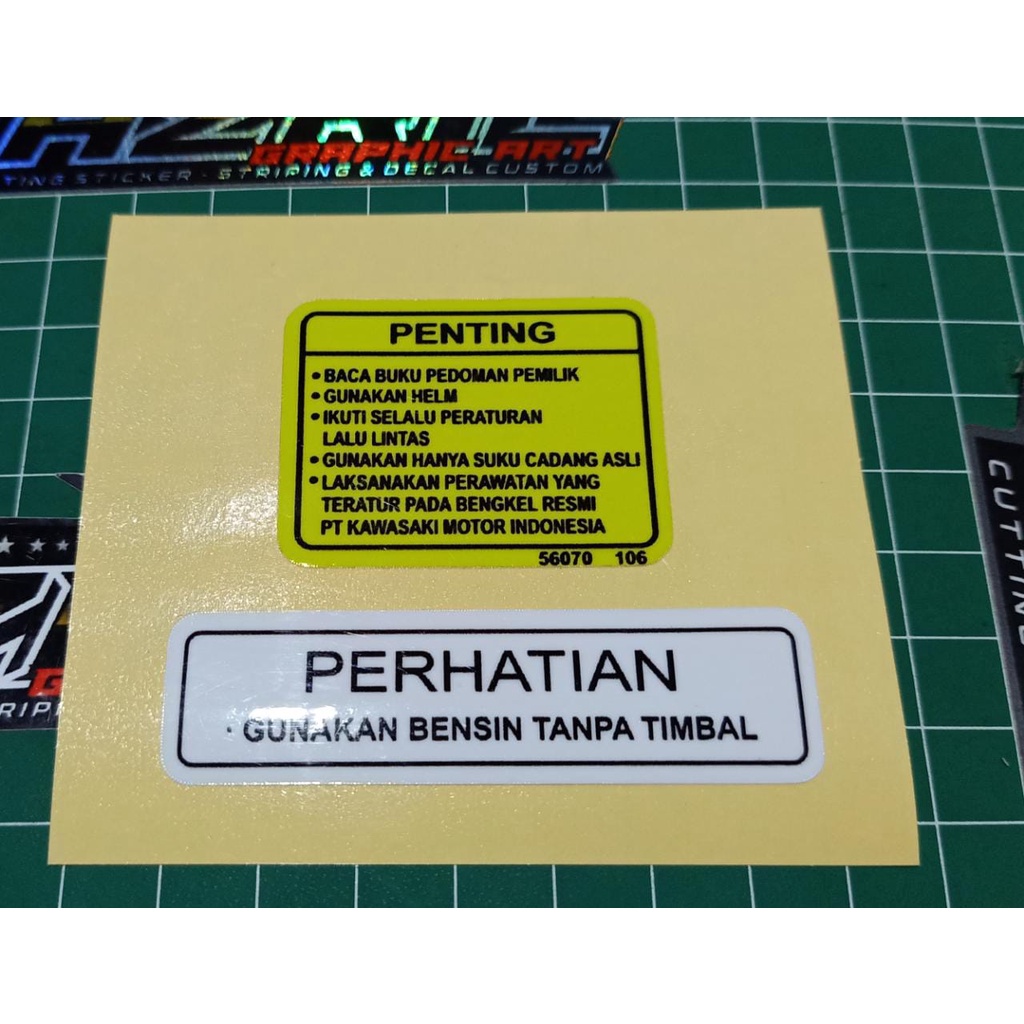 GRAPHIC ART
TING STICKER - STRIPING & DECAL CUSTOM
PENTING
• BACA BUKU PEDOMAN PEMILIK
• GUNAKAN HELM
• IKUTI SELALU PERATURAN
LALU LINTAS
• GUNAKAN HANYA SUKU CADANG ASLI
• LAKSANAKAN PERAWATAN YANG
TERATUR PADA BENGKEL RESMI
PT KAWASAKI MOTOR INDONESIA
56070 106
PERHATIAN
• GUNAKAN BENSIN TANPA TIMBAL
CUTTING